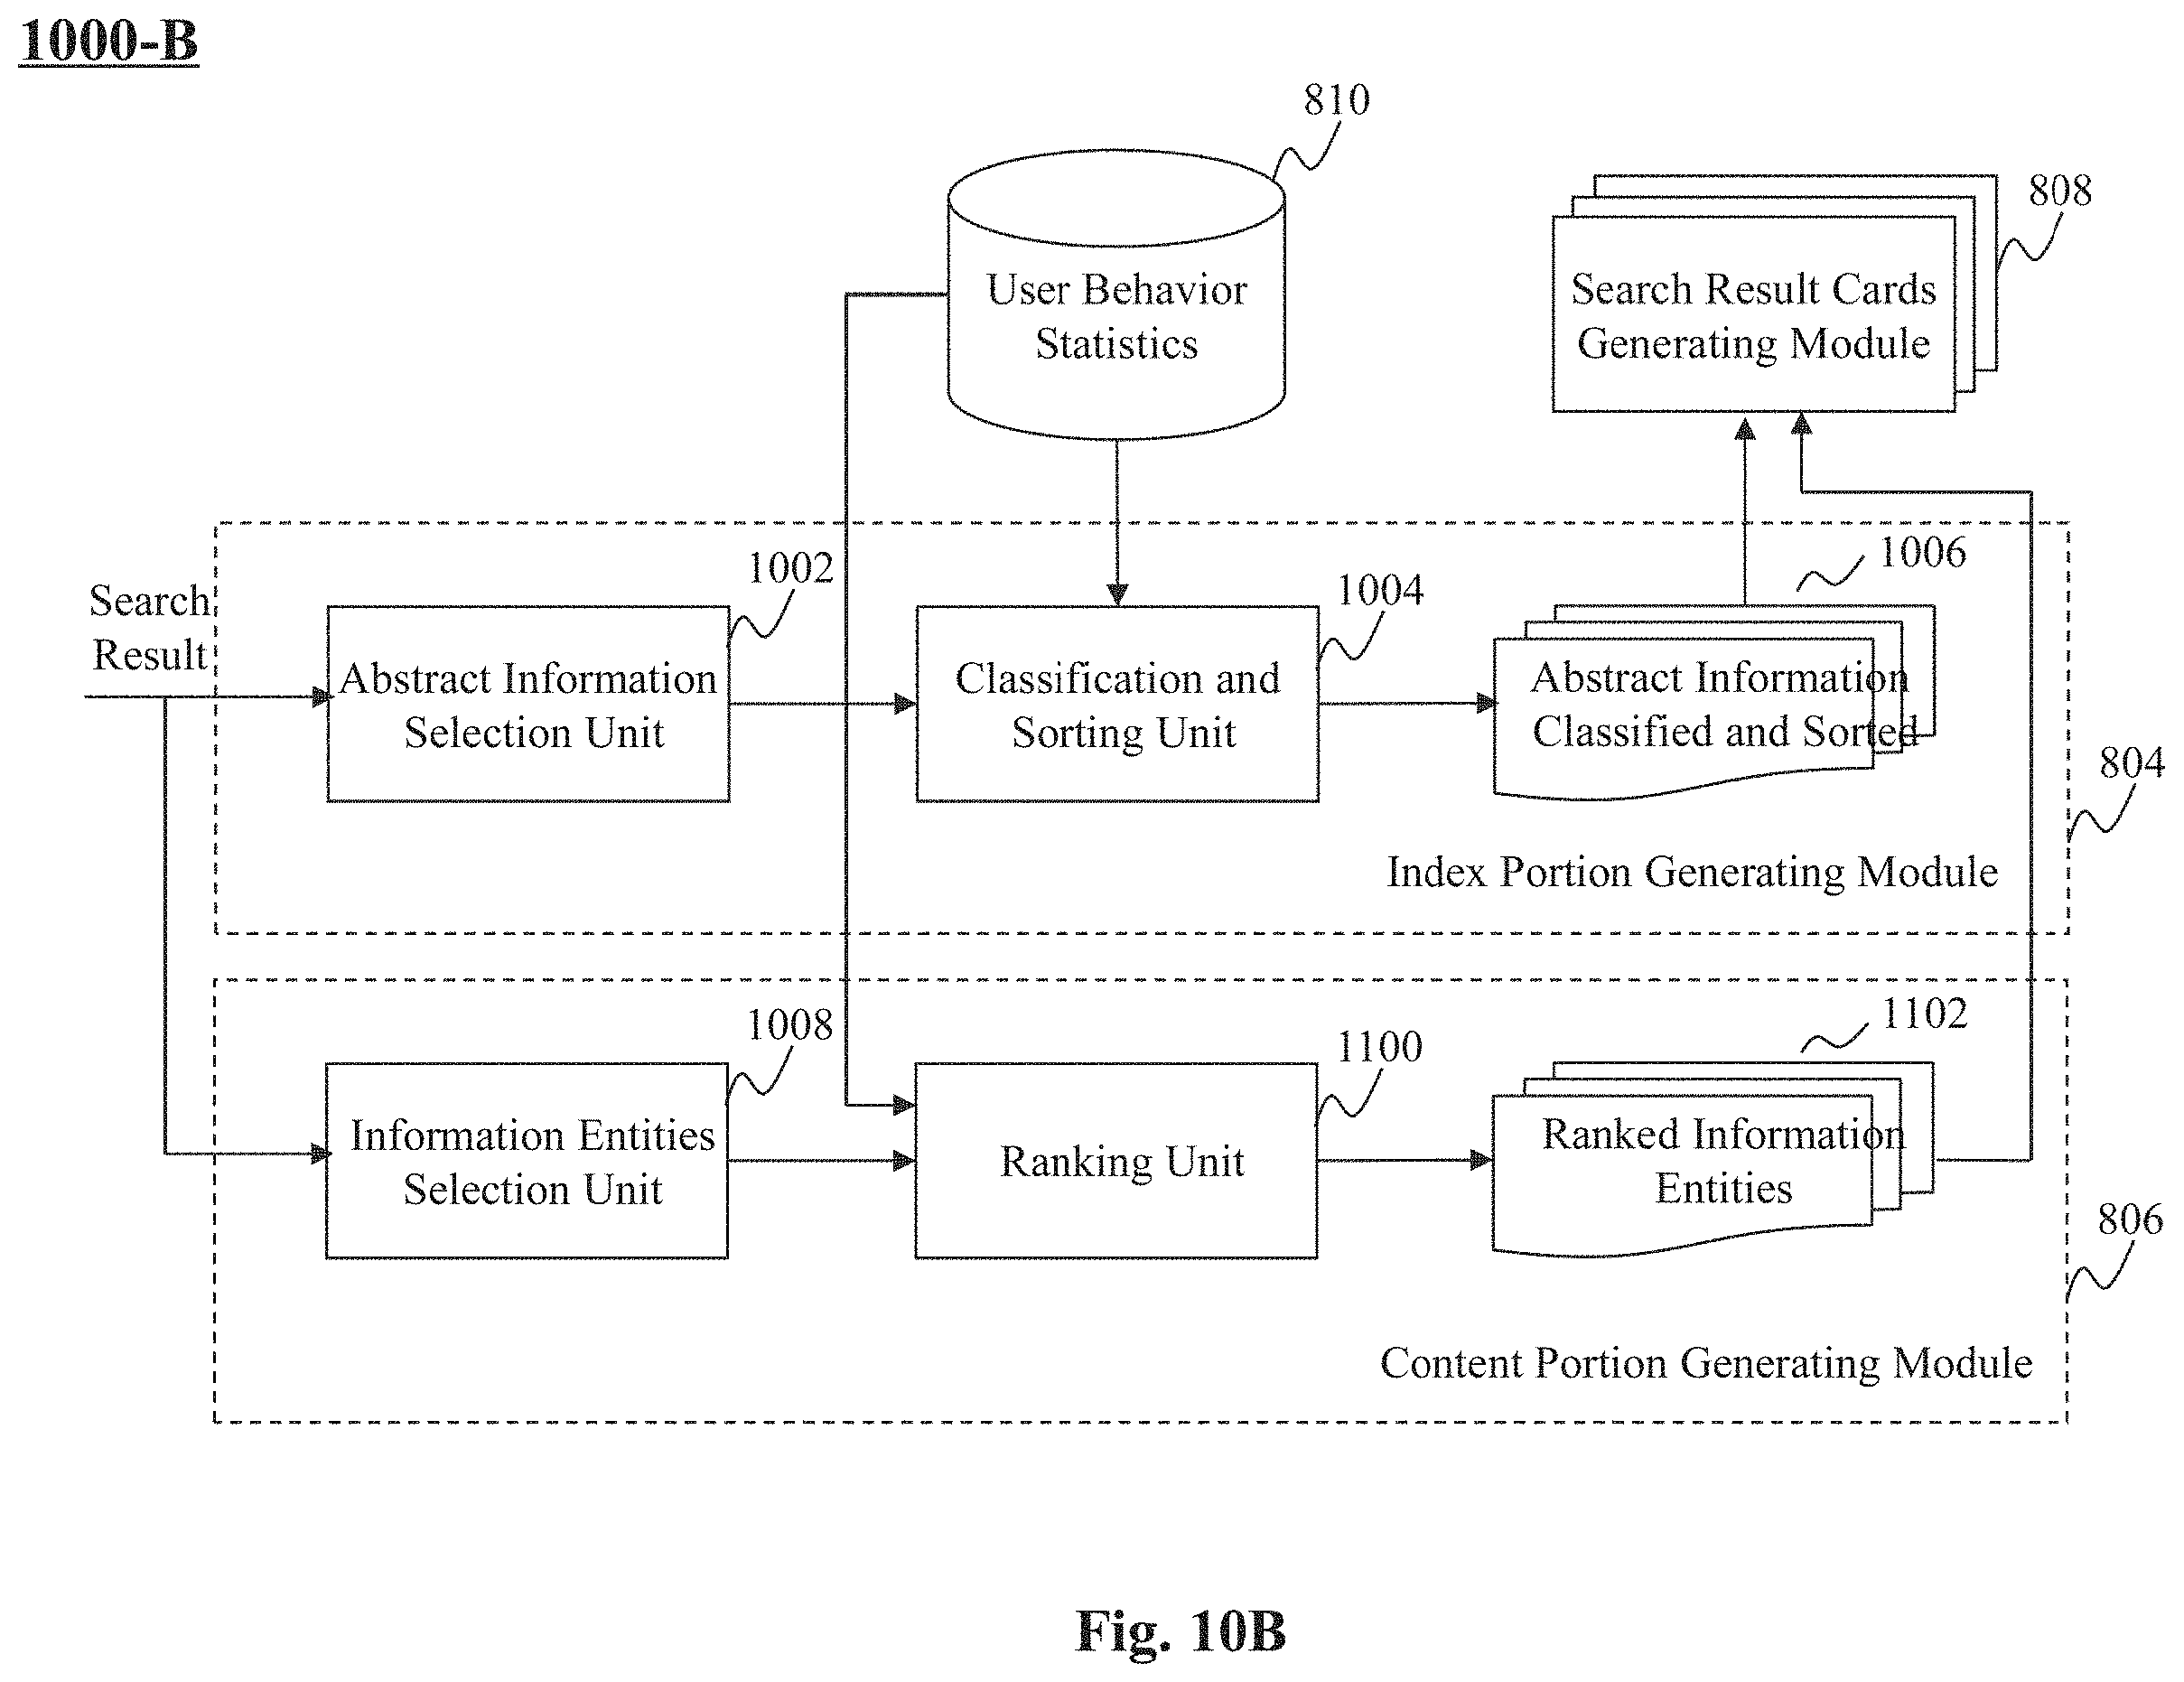 1000-B
810
808
User Behavior
Statistics
Search Result Cards
Generating Module
Search
Result
1002
1004
1006
Abstract Information
Selection Unit
Classification and
Sorting Unit
Abstract Information
Classified and Sorted
804
Index Portion Generating Module
1008
1100
1102
Information Entities
Selection Unit
Ranking Unit
Ranked Information
Entities
806
Content Portion Generating Module
Fig. 10B